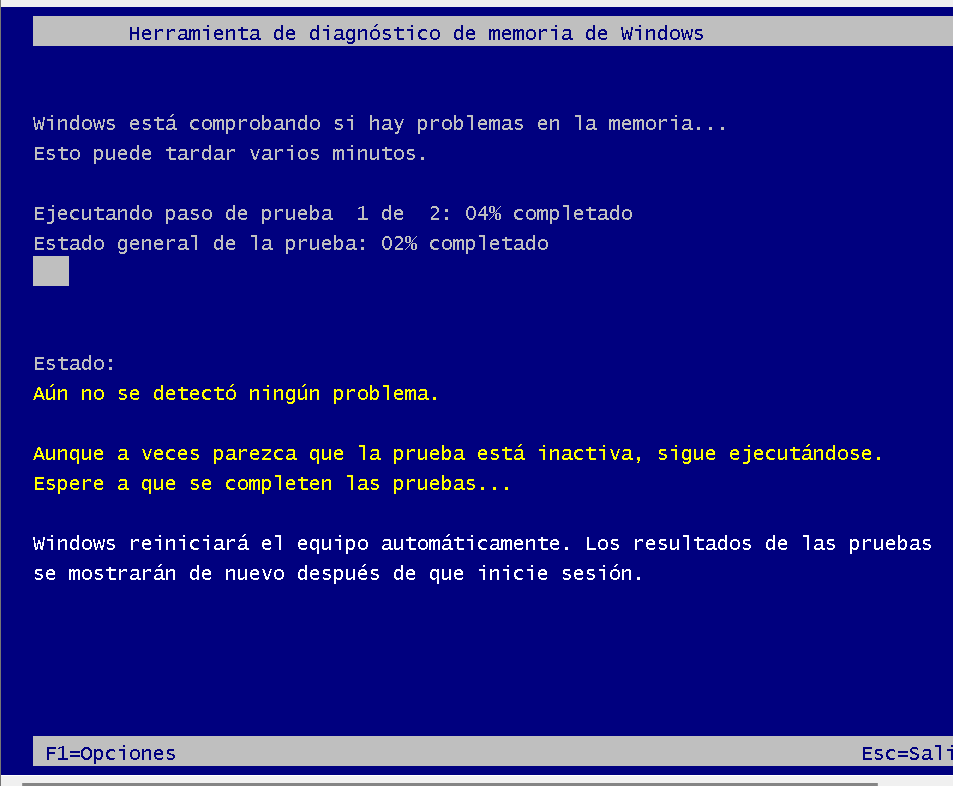 Herramienta de diagnóstico de memoria de Windows
Windows está comprobando si hay problemas en la memoria...
Esto puede tardar varios minutos.
Ejecutando paso de prueba  1 de  2: 04% completado
Estado general de la prueba: 02% completado
Estado:
Aún no se detectó ningún problema.
Aunque a veces parezca que la prueba está inactiva, sigue ejecutándose.
Espere a que se completen las pruebas...
Windows reiniciará el equipo automáticamente. Los resultados de las pruebas
se mostrarán de nuevo después de que inicie sesión.
F1=Opciones Esc=Sali